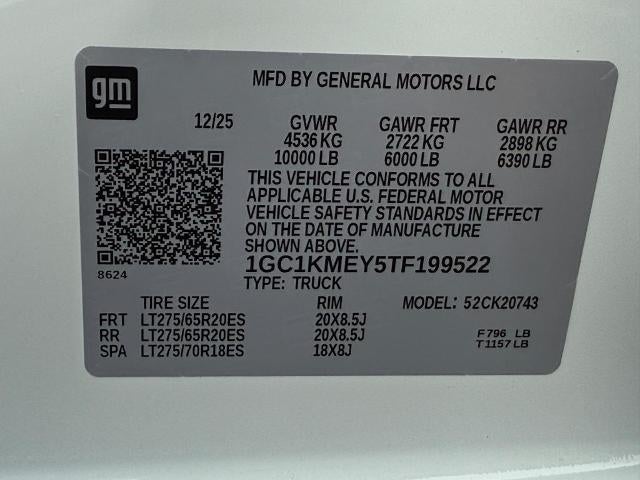 gm
MFD BY GENERAL MOTORS LLC
12/25 GVWR GAWR FRT GAWR RR
4536 KG 2722 KG 2898 KG
10000 LB 6000 LB 6390 LB
THIS VEHICLE CONFORMS TO ALL
APPLICABLE U.S. FEDERAL MOTOR
VEHICLE SAFETY STANDARDS IN EFFECT
ON THE DATE OF MANUFACTURE
SHOWN ABOVE.
8624
1GC1KMEY5TF199522
TYPE: TRUCK
TIRE SIZE RIM MODEL: 52CK20743
FRT LT275/65R20ES 20X8.5J
RR LT275/65R20ES 20X8.5J
SPA LT275/70R18ES 18X8J
F796 LB
T1157 LB